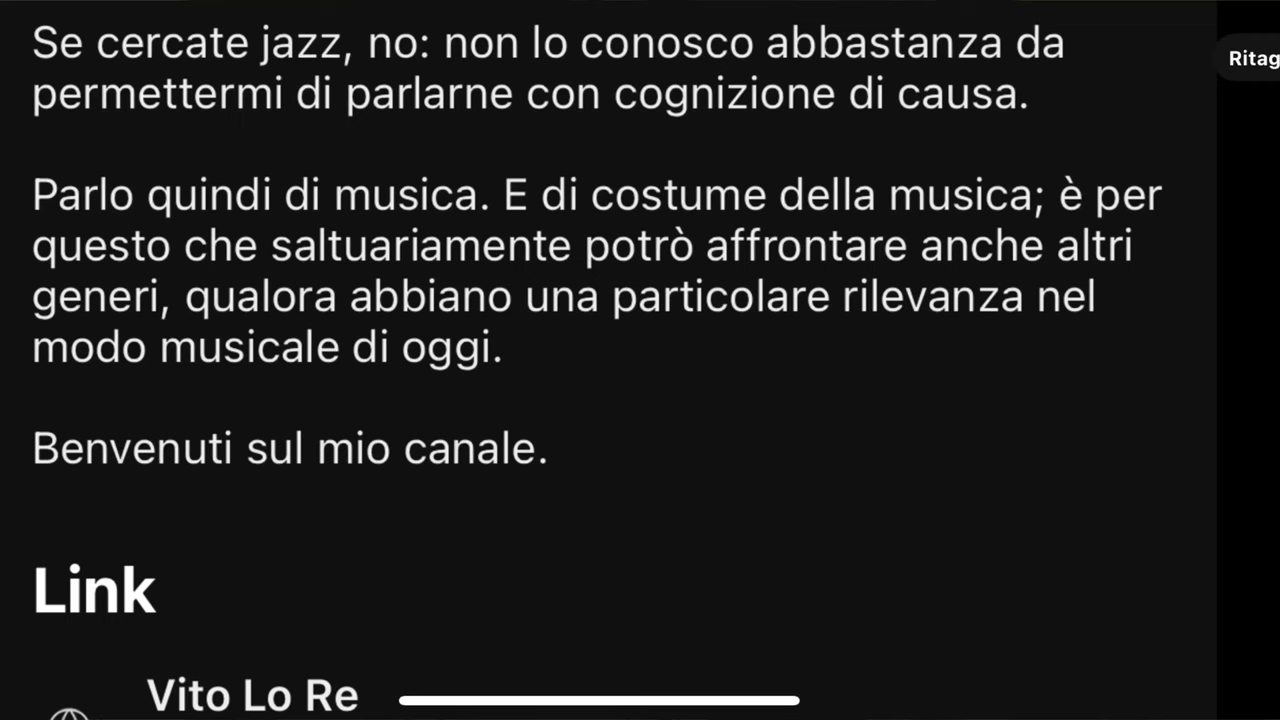 Se cercate jazz, no: non lo conosco abbastanza da
permettermi di parlarne con cognizione di causa.
Parlo quindi di musica. E di costume della musica; è per
questo che saltuariamente potrò affrontare anche altri
generi, qualora abbiano una particolare rilevanza nel
modo musicale di oggi.
Benvenuti sul mio canale.
Link
Vito Lo Re
Ritag